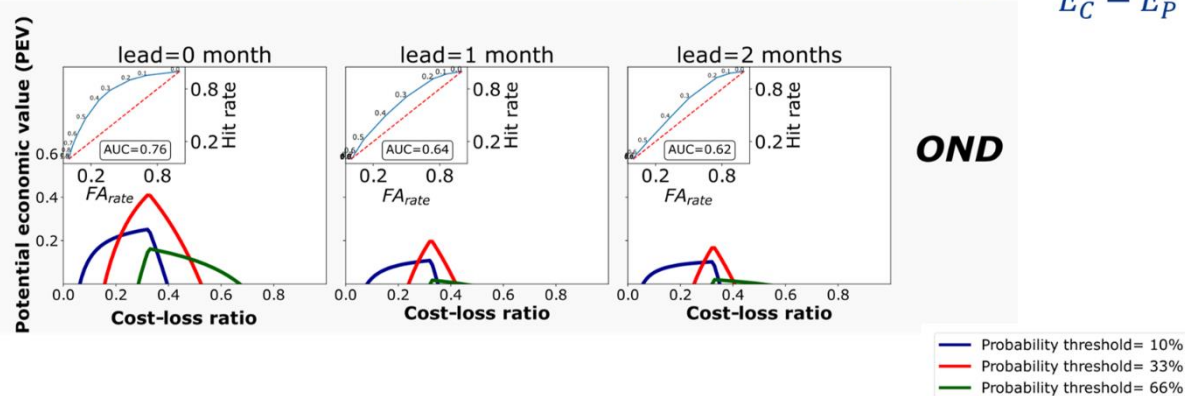 E_C − E_P
Potential economic value (PEV)
lead=0 month
lead=1 month
lead=2 months
0.8
0.2
Hit rate
AUC=0.76
0.2 0.8
FA_rate
0.8
0.2
Hit rate
AUC=0.64
0.2 0.8
FA_rate
0.8
0.2
Hit rate
AUC=0.62
0.2 0.8
FA_rate
OND
0.6
0.4
0.2
0.0 0.2 0.4 0.6 0.8
0.0 0.2 0.4 0.6 0.8
0.0 0.2 0.4 0.6 0.8
Cost-loss ratio
Cost-loss ratio
Cost-loss ratio
Probability threshold= 10%
Probability threshold= 33%
Probability threshold= 66%